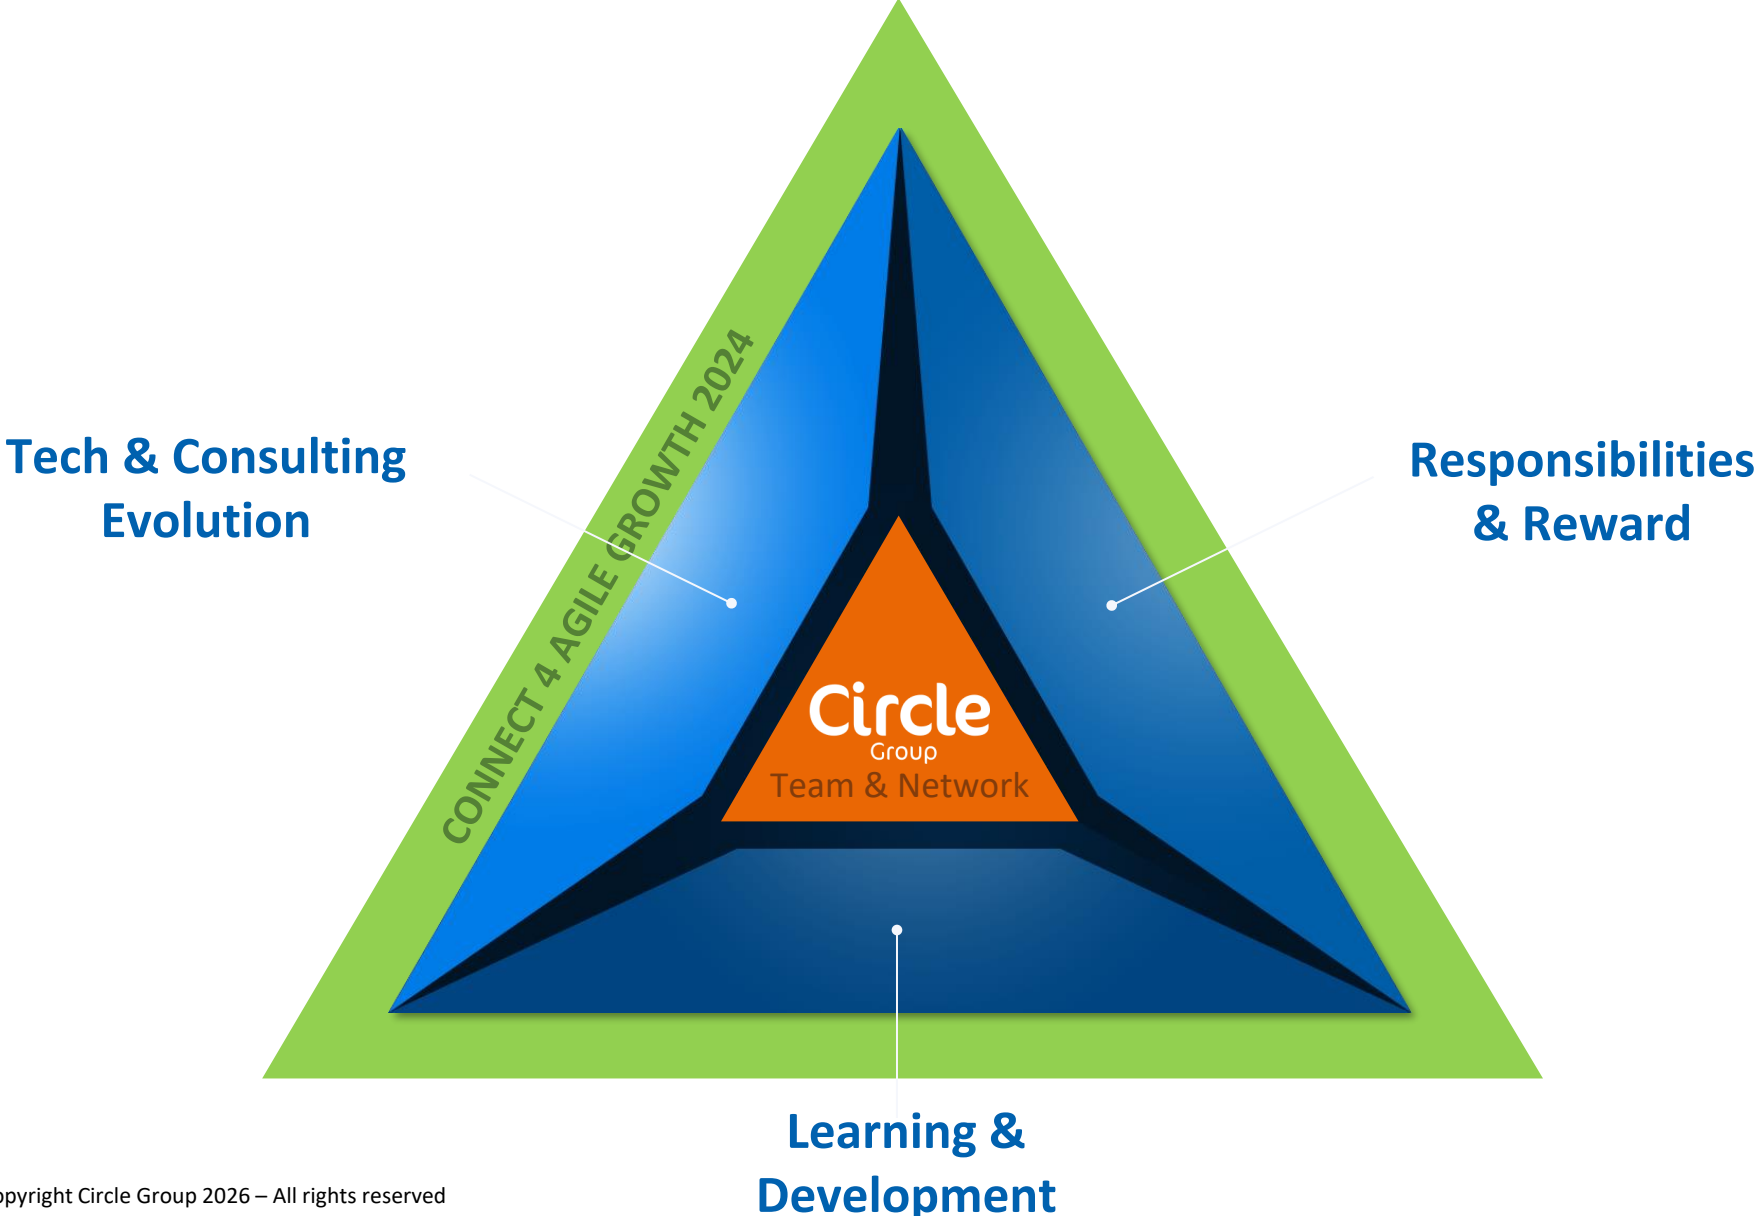 CONNECT 4 AGILE GROWTH 2024
Tech & Consulting
Evolution
Responsibilities
& Reward
Circle
Group
Team & Network
Learning &
Development
opyright Circle Group 2026 – All rights reserved